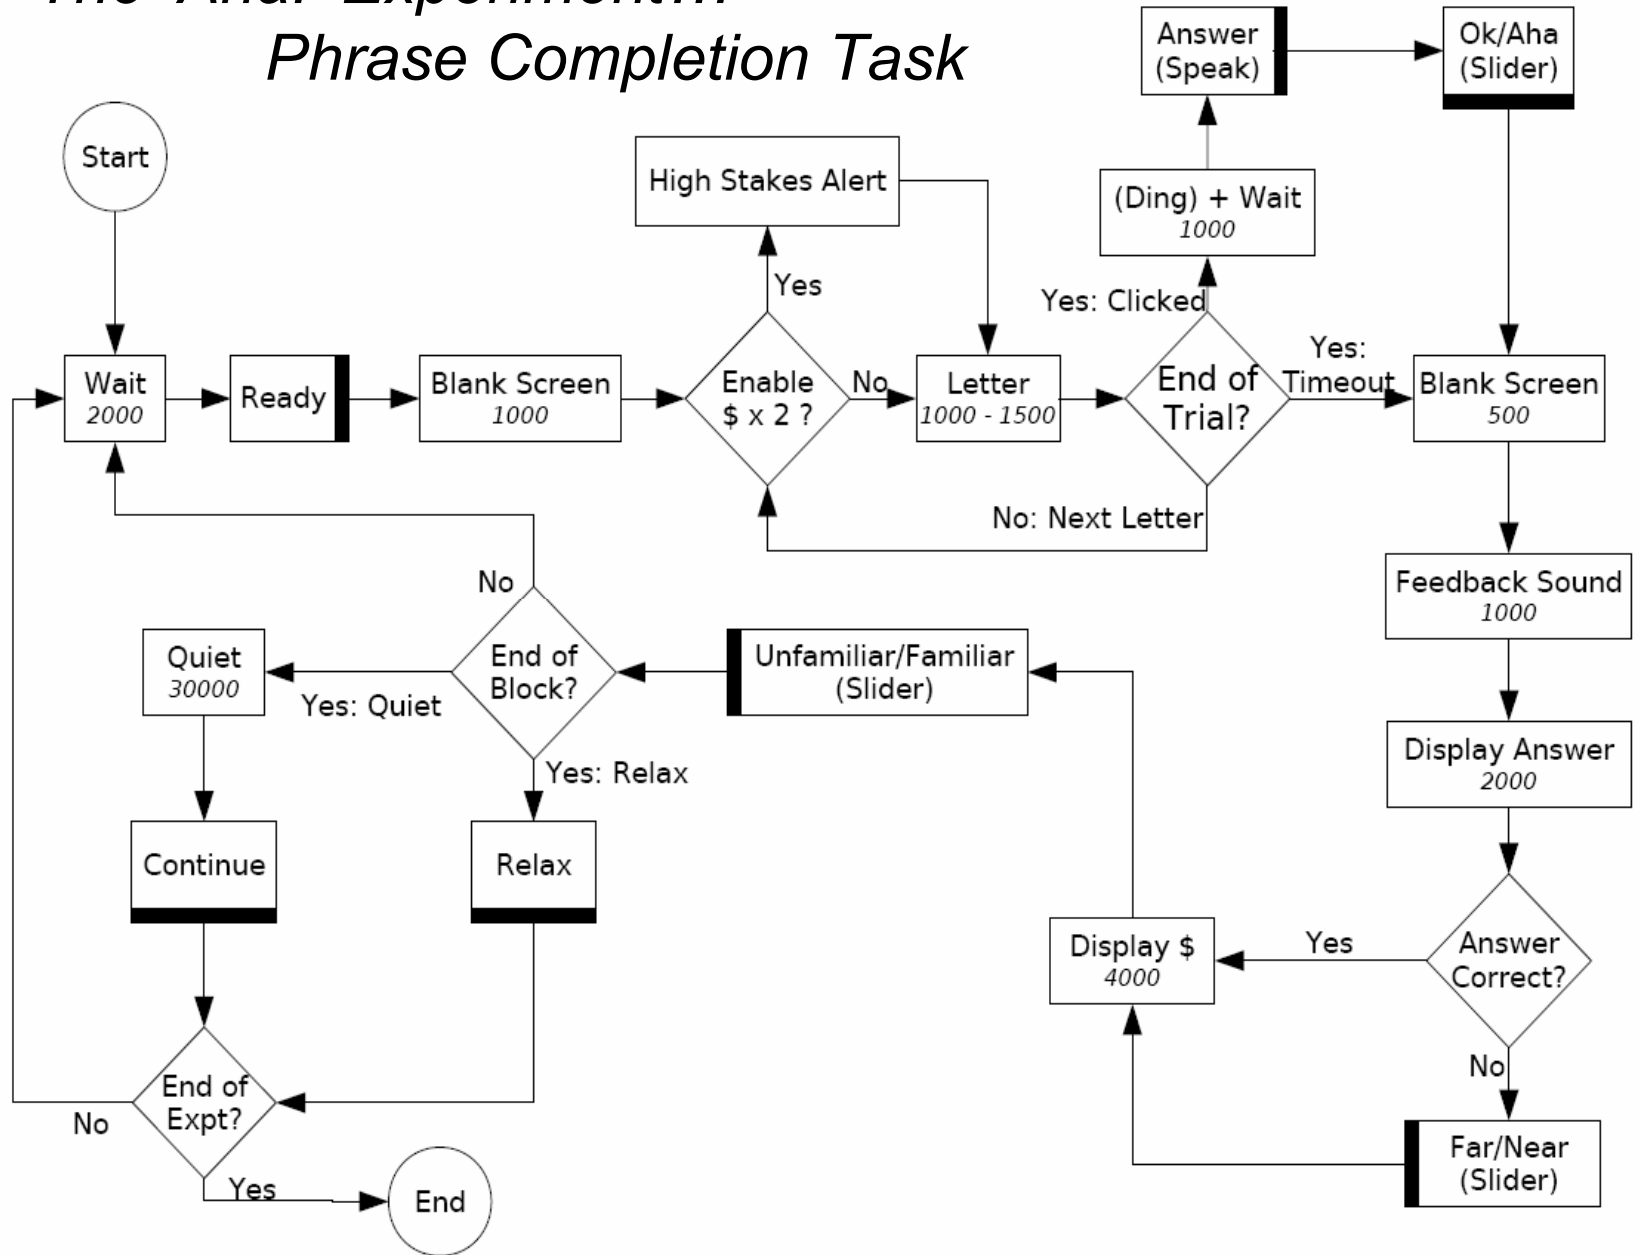 The 'Aha!' Experiment...
Phrase Completion Task
Start
Wait
2000
Ready
Blank Screen
1000
High Stakes Alert
Yes
Enable
$ x 2 ?
No
Letter
1000 - 1500
Answer
(Speak)
Ok/Aha
(Slider)
(Ding) + Wait
1000
Yes: Clicked
End of
Trial?
Yes:
Timeout
No: Next Letter
Blank Screen
500
Feedback Sound
1000
Display Answer
2000
Answer
Correct?
Yes
No
Far/Near
(Slider)
Display $
4000
Unfamiliar/Familiar
(Slider)
End of
Block?
No
Yes: Quiet
Yes: Relax
Quiet
30000
Continue
Relax
End of
Expt?
No
Yes
End